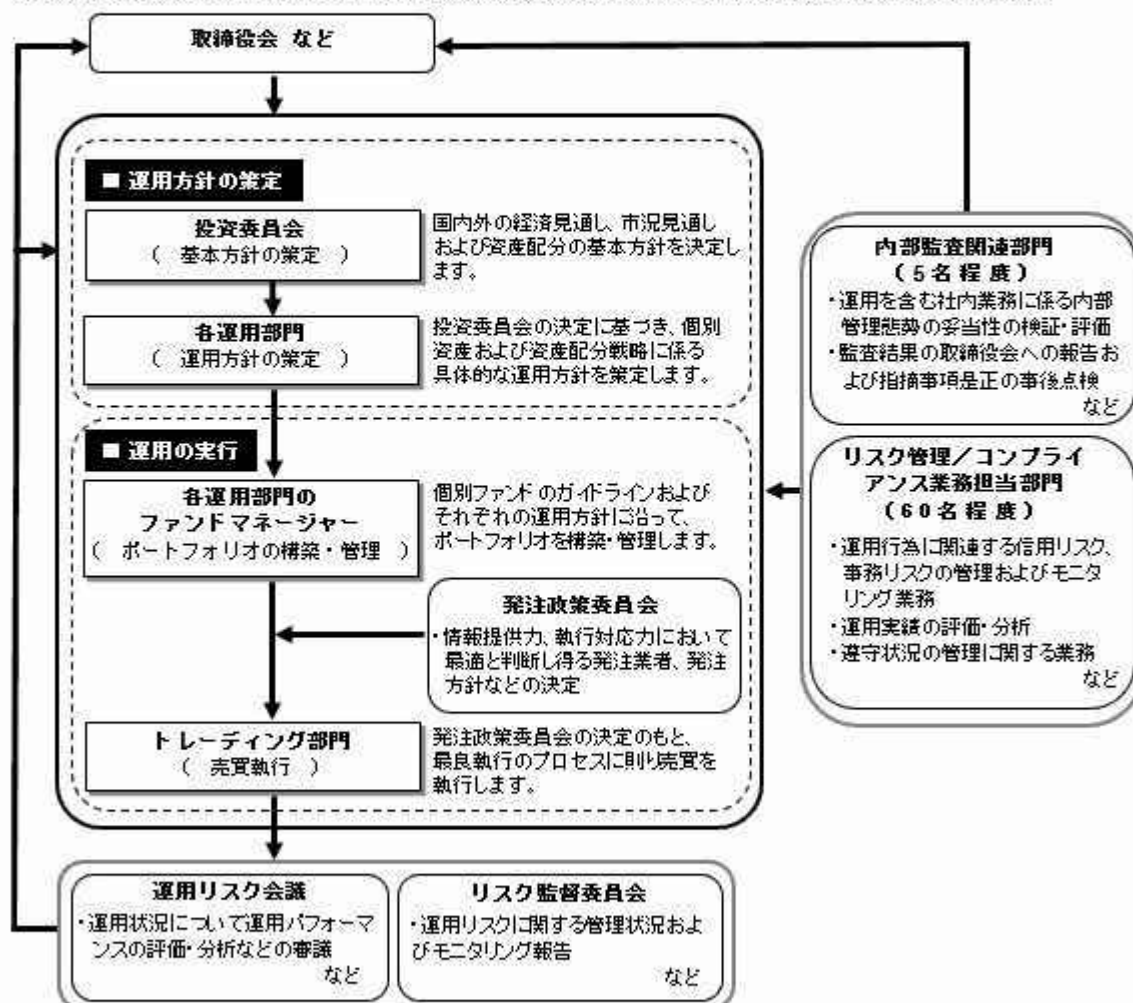 取締役会 など
■ 運用方針の策定
投資委員会
( 基本方針の策定 )
国内外の経済見通し、市況見通し
および資産配分の基本方針を決定し
ます。
各運用部門
( 運用方針の策定 )
投資委員会の決定に基づき、個別
資産および資産配分戦略に係る
具体的な運用方針を策定します。
■ 運用の実行
各運用部門の
ファンドマネージャー
( ポートフォリオの構築・管理 )
個別ファンドのガイドラインおよび
それぞれの運用方針に沿って、
ポートフォリオを構築・管理します。
発注政策委員会
・情報提供力、執行対応力において
最適と判断し得る発注業者、発注
方針などの決定
トレーディング部門
( 売買執行 )
発注政策委員会の決定のもと、
最良執行のプロセスに則り売買を
執行します。
運用リスク会議
・運用状況について運用パフォーマ
ンスの評価・分析などの審議
など
リスク監督委員会
・運用リスクに関する管理状況およ
びモニタリング報告
など
内部監査関連部門
(5名程度)
・運用を含む社内業務に係る内部
管理態勢の妥当性の検証・評価
・監査結果の取締役会への報告お
よび指摘事項是正の事後点検
など
リスク管理/コンプライ
アンス業務担当部門
(60名程度)
・運用行為に関連する信用リスク、
事務リスクの管理およびモニタ
リング業務
・運用実績の評価・分析
・遵守状況の管理に関する業務
など